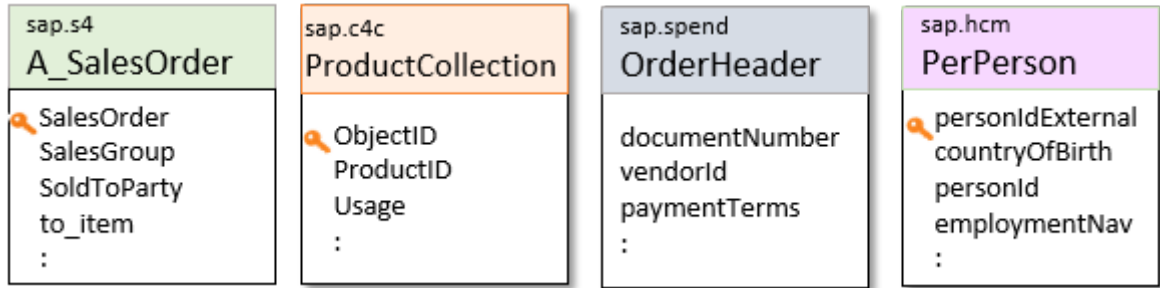 sap.s4
A_SalesOrder
SalesOrder
SalesGroup
SoldToParty
to_item
:
sap.c4c
ProductCollection
ObjectID
ProductID
Usage
:
sap.spend
OrderHeader
documentNumber
vendorId
paymentTerms
:
sap.hcm
PerPerson
personIdExternal
countryOfBirth
personId
employmentNav
: